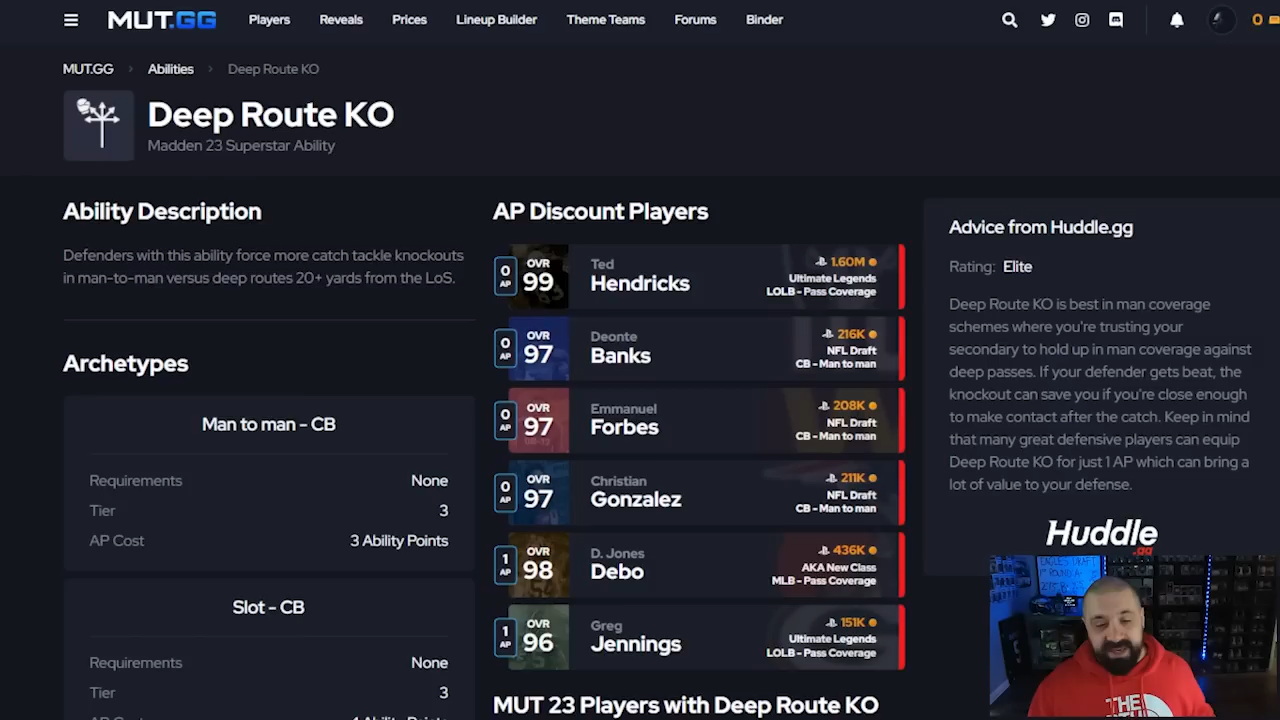 MUT.GG
Players
Reveals
Prices
Lineup Builder
Theme Teams
Forums
Binder
0
MUT.GG
Abilities
Deep Route KO
Deep Route KO
Madden 23 Superstar Ability
Ability Description
Defenders with this ability force more catch tackle knockouts
in man-to-man versus deep routes 20+ yards from the LoS.
Archetypes
Man to man - CB
Requirements None
Tier 3
AP Cost 3 Ability Points
Slot - CB
Requirements None
Tier 3
AP Discount Players
0 AP
OVR 99
Ted
Hendricks
1.60M
Ultimate Legends
LOLB - Pass Coverage
0 AP
OVR 97
Deonte
Banks
216K
NFL Draft
CB - Man to man
0 AP
OVR 97
Emmanuel
Forbes
208K
NFL Draft
CB - Man to man
0 AP
OVR 97
Christian
Gonzalez
211K
NFL Draft
CB - Man to man
1 AP
OVR 98
D. Jones
Debo
436K
AKA New Class
MLB - Pass Coverage
1 AP
OVR 96
Greg
Jennings
151K
Ultimate Legends
LOLB - Pass Coverage
MUT 23 Players with Deep Route KO
Advice from Huddle.gg
Rating: Elite
Deep Route KO is best in man coverage
schemes where you're trusting your
secondary to hold up in man coverage against
deep passes. If your defender gets beat, the
knockout can save you if you're close enough
to make contact after the catch. Keep in mind
that many great defensive players can equip
Deep Route KO for just 1 AP which can bring a
lot of value to your defense.
Huddle
.gg
THE